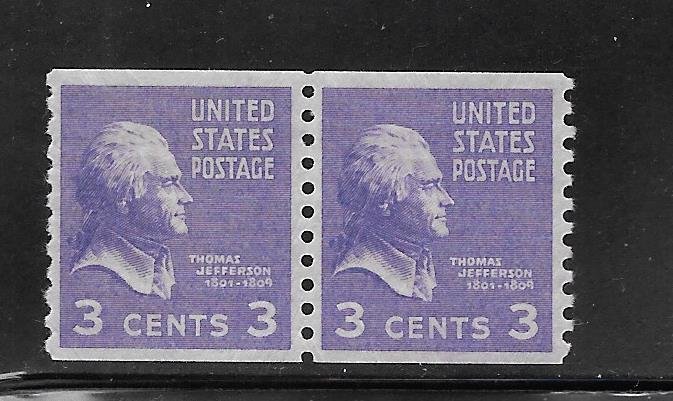 UNITED
STATES
POSTAGE
THOMAS
JEFFERSON
1801-1809
3 CENTS 3
UNITED
STATES
POSTAGE
THOMAS
JEFFERSON
1801-1809
3 CENTS 3